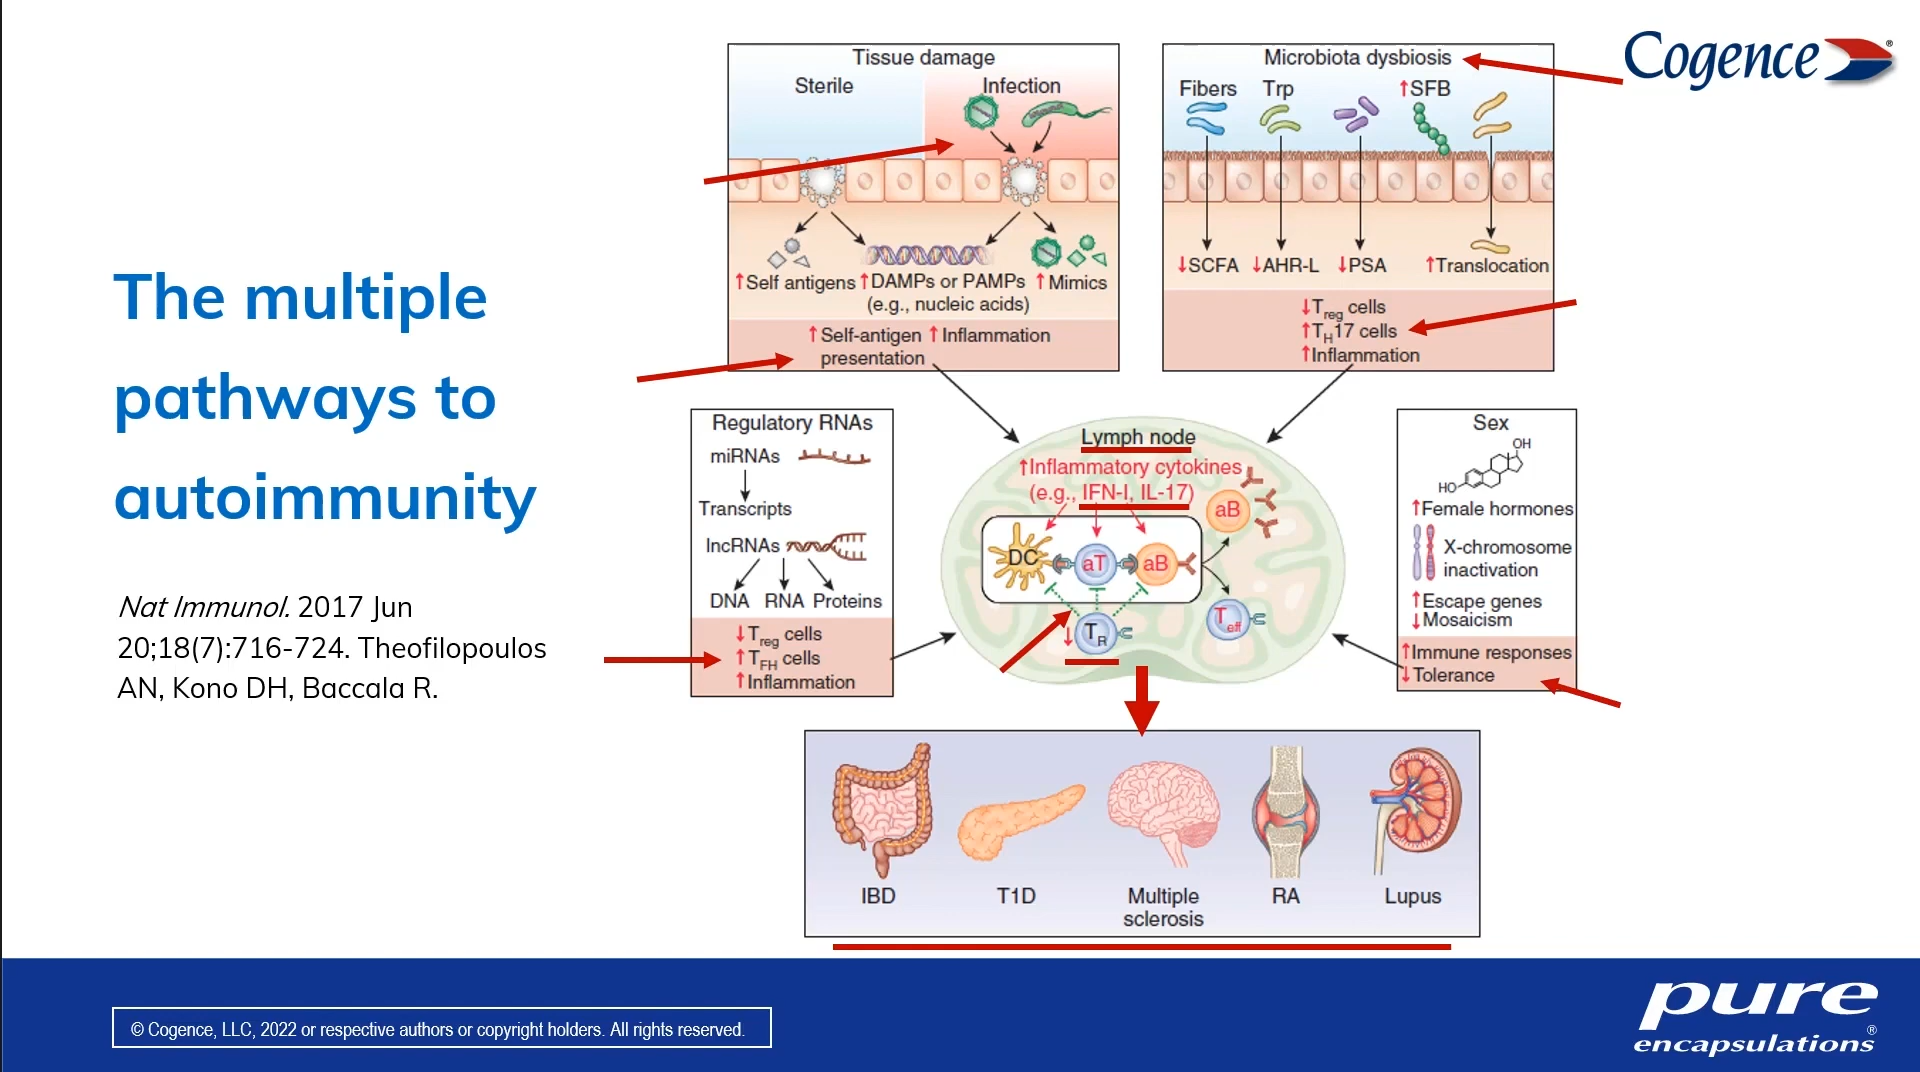 The multiple
pathways to
autoimmunity
Nat Immunol. 2017 Jun
20;18(7):716-724. Theofilopoulos
AN, Kono DH, Baccala R.
Tissue damage
Sterile
Infection
↑Self antigens ↑DAMPs or PAMPs ↑Mimics
(e.g., nucleic acids)
↑Self-antigen ↑Inflammation
presentation
Microbiota dysbiosis
Fibers Trp ↑SFB
↓SCFA ↓AHR-L ↓PSA ↑Translocation
↓Treg cells
↑TH17 cells
↑Inflammation
Cogence®
Regulatory RNAs
miRNAs
Transcripts
lncRNAs
DNA RNA Proteins
↓Treg cells
↑TFH cells
↑Inflammation
Lymph node
↑Inflammatory cytokines
(e.g., IFN-I, IL-17)
aB
DC aT aB
↓TR
Teff
Sex
OH
HO
↑Female hormones
X-chromosome
inactivation
↑Escape genes
↓Mosaicism
↑Immune responses
↓Tolerance
IBD T1D Multiple RA Lupus
sclerosis
© Cogence, LLC, 2022 or respective authors or copyright holders. All rights reserved.
pure
encapsulations®